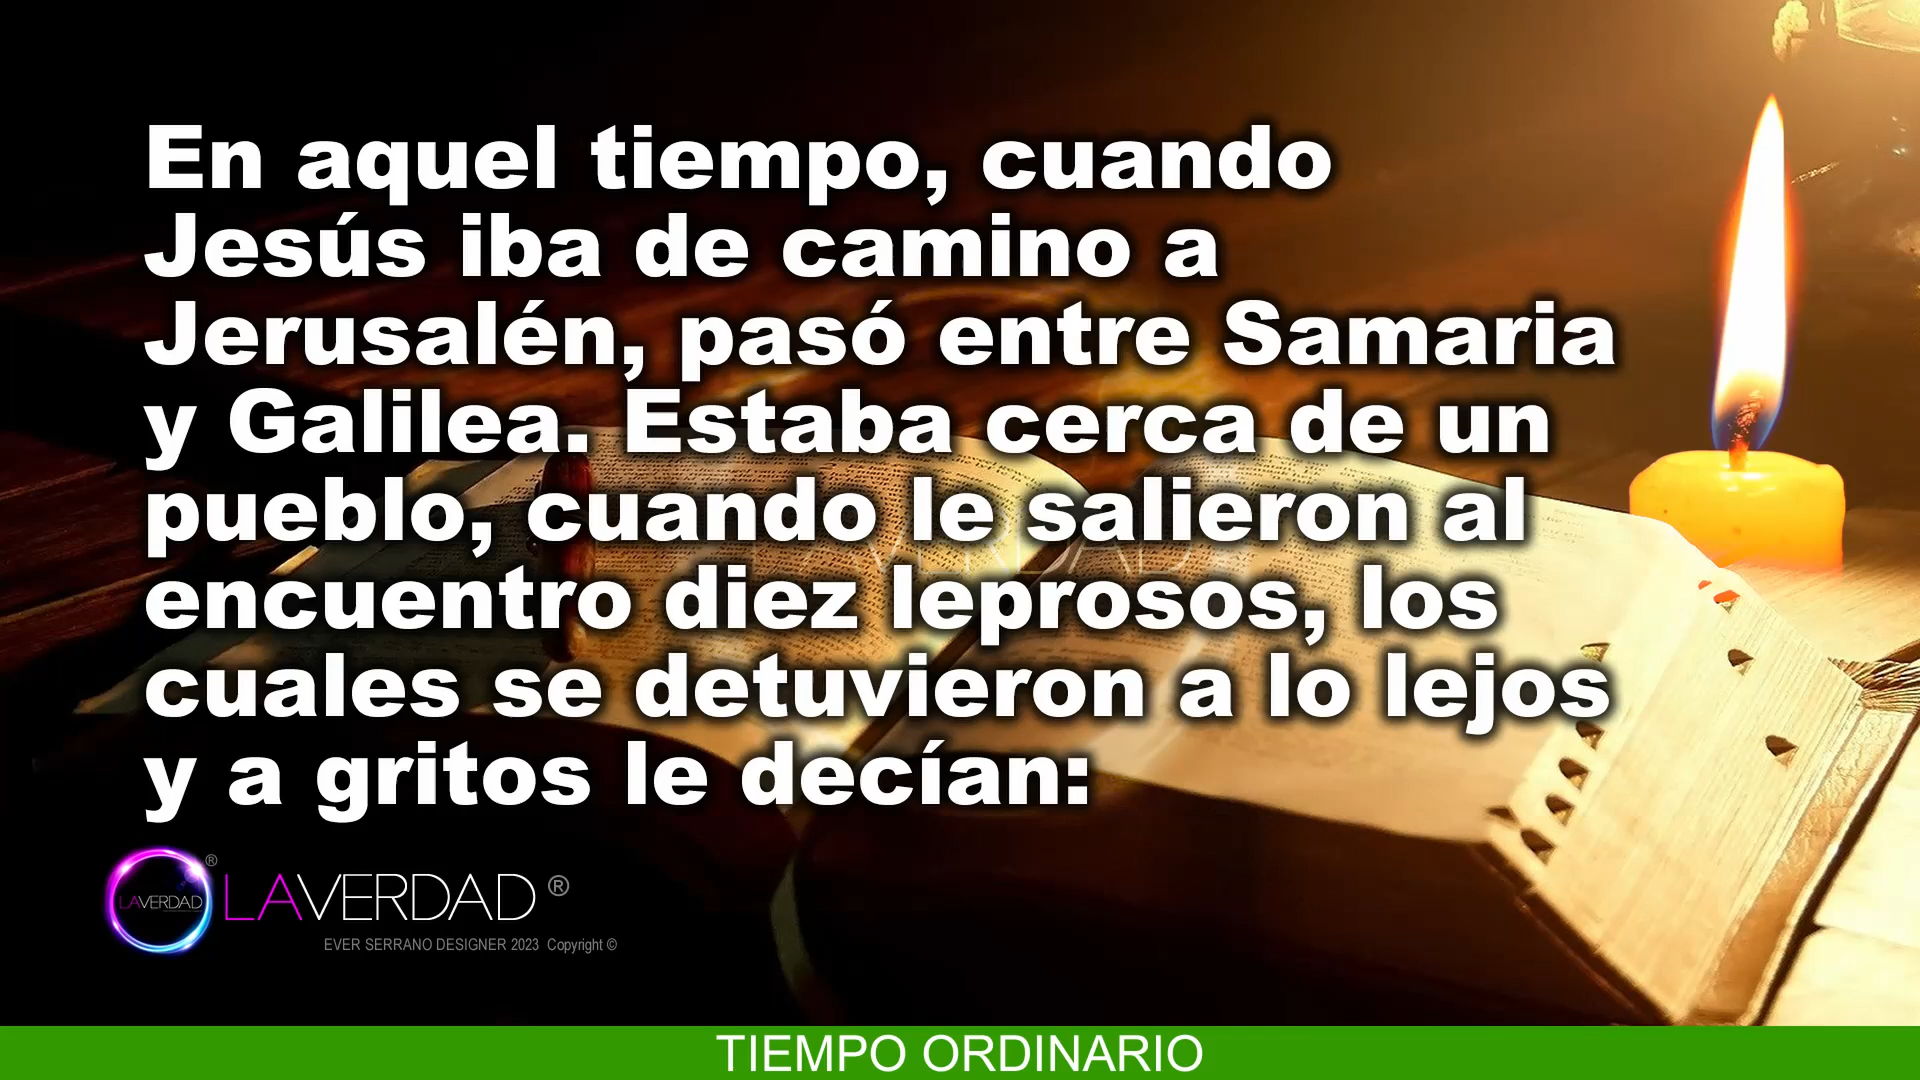 En aquel tiempo, cuando
Jesús iba de camino a
Jerusalén, pasó entre Samaria
y Galilea. Estaba cerca de un
pueblo, cuando le salieron al
encuentro diez leprosos, los
cuales se detuvieron a lo lejos
y a gritos le decían:
LAVERDAD ®
LAVERDAD ®
EVER SERRANO DESIGNER 2023 Copyright ©
TIEMPO ORDINARIO